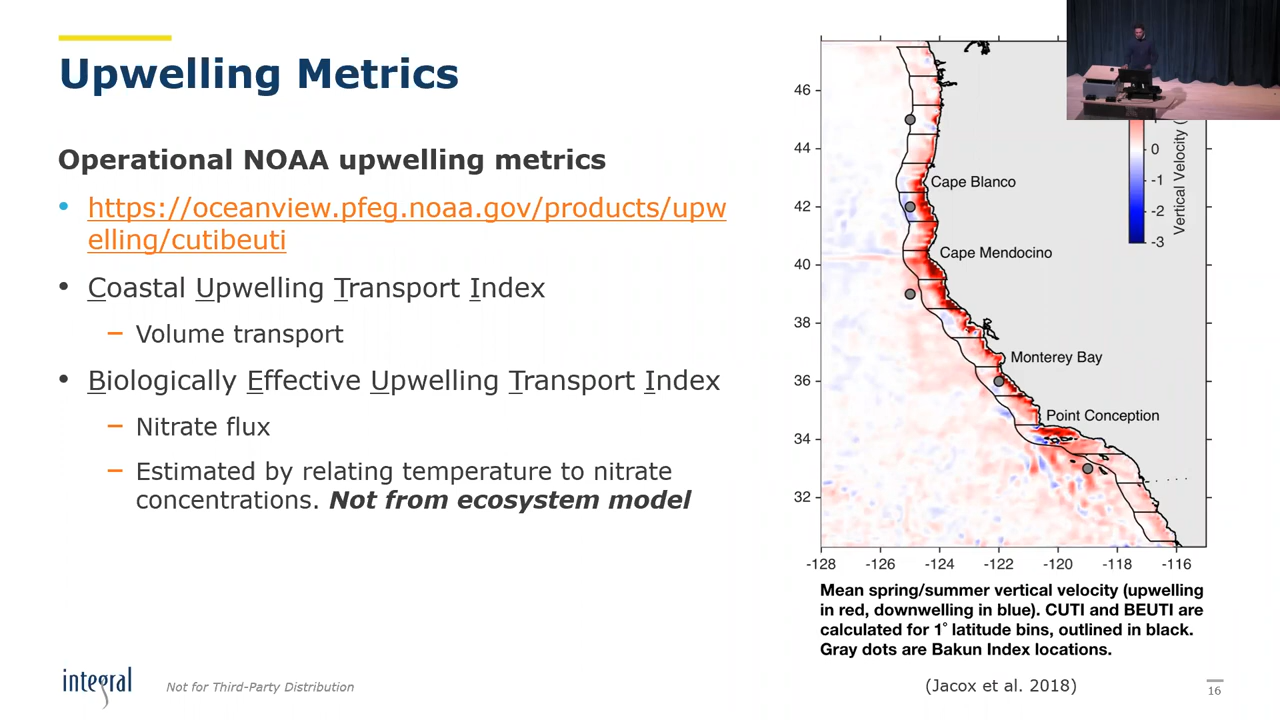 Upwelling Metrics
Operational NOAA upwelling metrics
• https://oceanview.pfeg.noaa.gov/products/upw
elling/cutibeuti
• Coastal Upwelling Transport Index
– Volume transport
• Biologically Effective Upwelling Transport Index
– Nitrate flux
– Estimated by relating temperature to nitrate
concentrations. Not from ecosystem model
46
44
42
40
38
36
34
32
-128 -126 -124 -122 -120 -118 -116
Cape Blanco
Cape Mendocino
Monterey Bay
Point Conception
0
-1
-2
-3
Vertical Velocity (
Mean spring/summer vertical velocity (upwelling
in red, downwelling in blue). CUTI and BEUTI are
calculated for 1° latitude bins, outlined in black.
Gray dots are Bakun Index locations.
(Jacox et al. 2018)
integral
Not for Third-Party Distribution
16